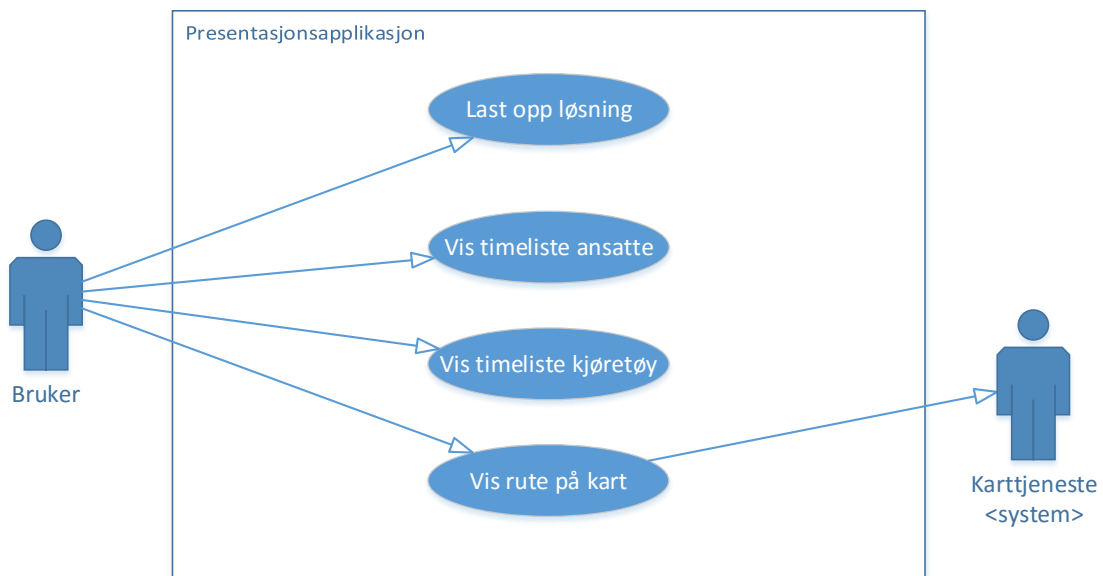 Presentasjonsapplikasjon
Last opp løsning
Vis timeliste ansatte
Vis timeliste kjøretøy
Vis rute på kart
Bruker
Karttjeneste
<system>